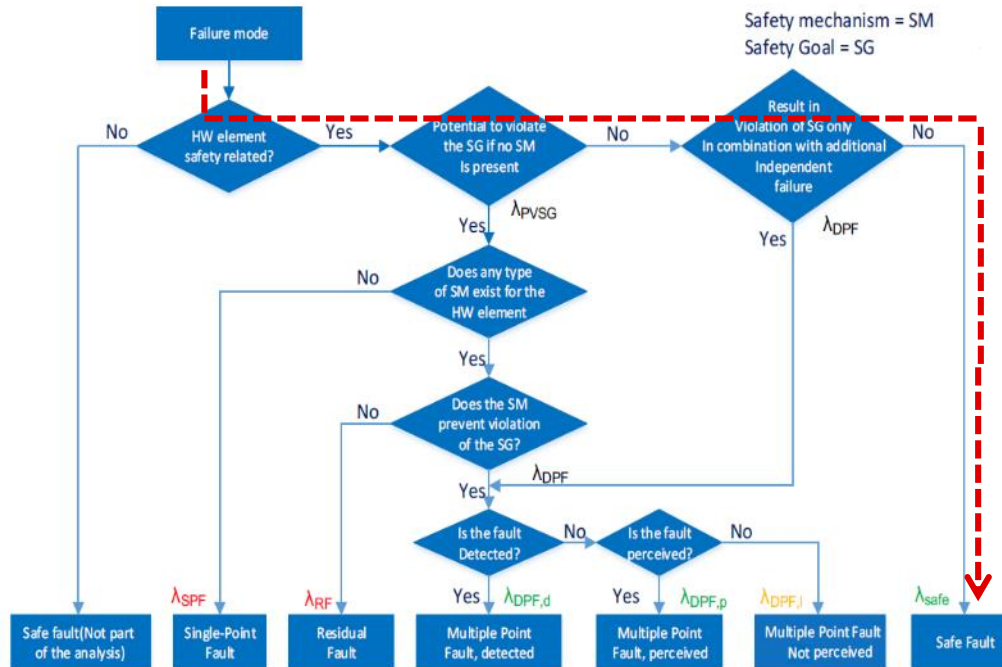 Failure mode
Safety mechanism = SM
Safety Goal = SG
HW element
safety related?
No
Yes
Potential to violate
the SG if no SM
Is present
No
Result in
Violation of SG only
In combination with additional
Independent
failure
No
λPVSG
Yes
Yes
λDPF
Does any type
of SM exist for the
HW element
No
Yes
Does the SM
prevent violation
of the SG?
No
Yes
λDPF
Is the fault
Detected?
No
Is the fault
perceived?
No
λSPF
λRF
Yes
λDPF,d
Yes
λDPF,p
λDPF,l
λsafe
Safe fault(Not part
of the analysis)
Single-Point
Fault
Residual
Fault
Multiple Point
Fault, detected
Multiple Point
Fault, perceived
Multiple Point Fault
Not perceived
Safe Fault